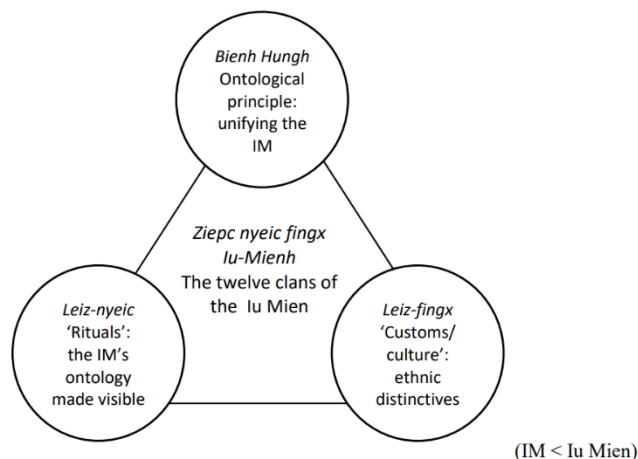 Bienh Hungh
Ontological
principle:
unifying the
IM
Ziepc nyeic fingx
Iu-Mienh
The twelve clans of
the Iu Mien
Leiz-nyeic
‘Rituals’:
the IM’s
ontology
made visible
Leiz-fingx
‘Customs/
culture’:
ethnic
distinctives
(IM < Iu Mien)